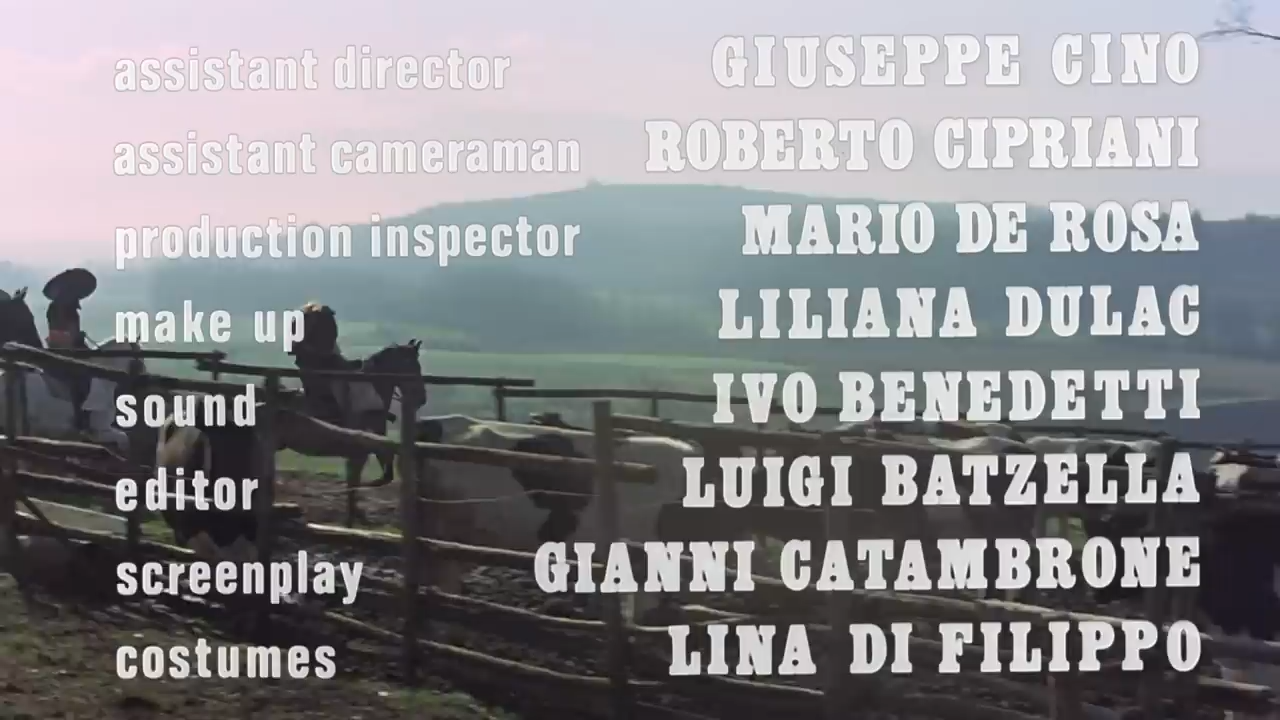 assistant director GIUSEPPE CINO
assistant cameraman ROBERTO CIPRIANI
production inspector MARIO DE ROSA
make up LILIANA DULAC
sound IVO BENEDETTI
editor LUIGI BATZELLA
screenplay GIANNI CATAMBRONE
costumes LINA DI FILIPPO